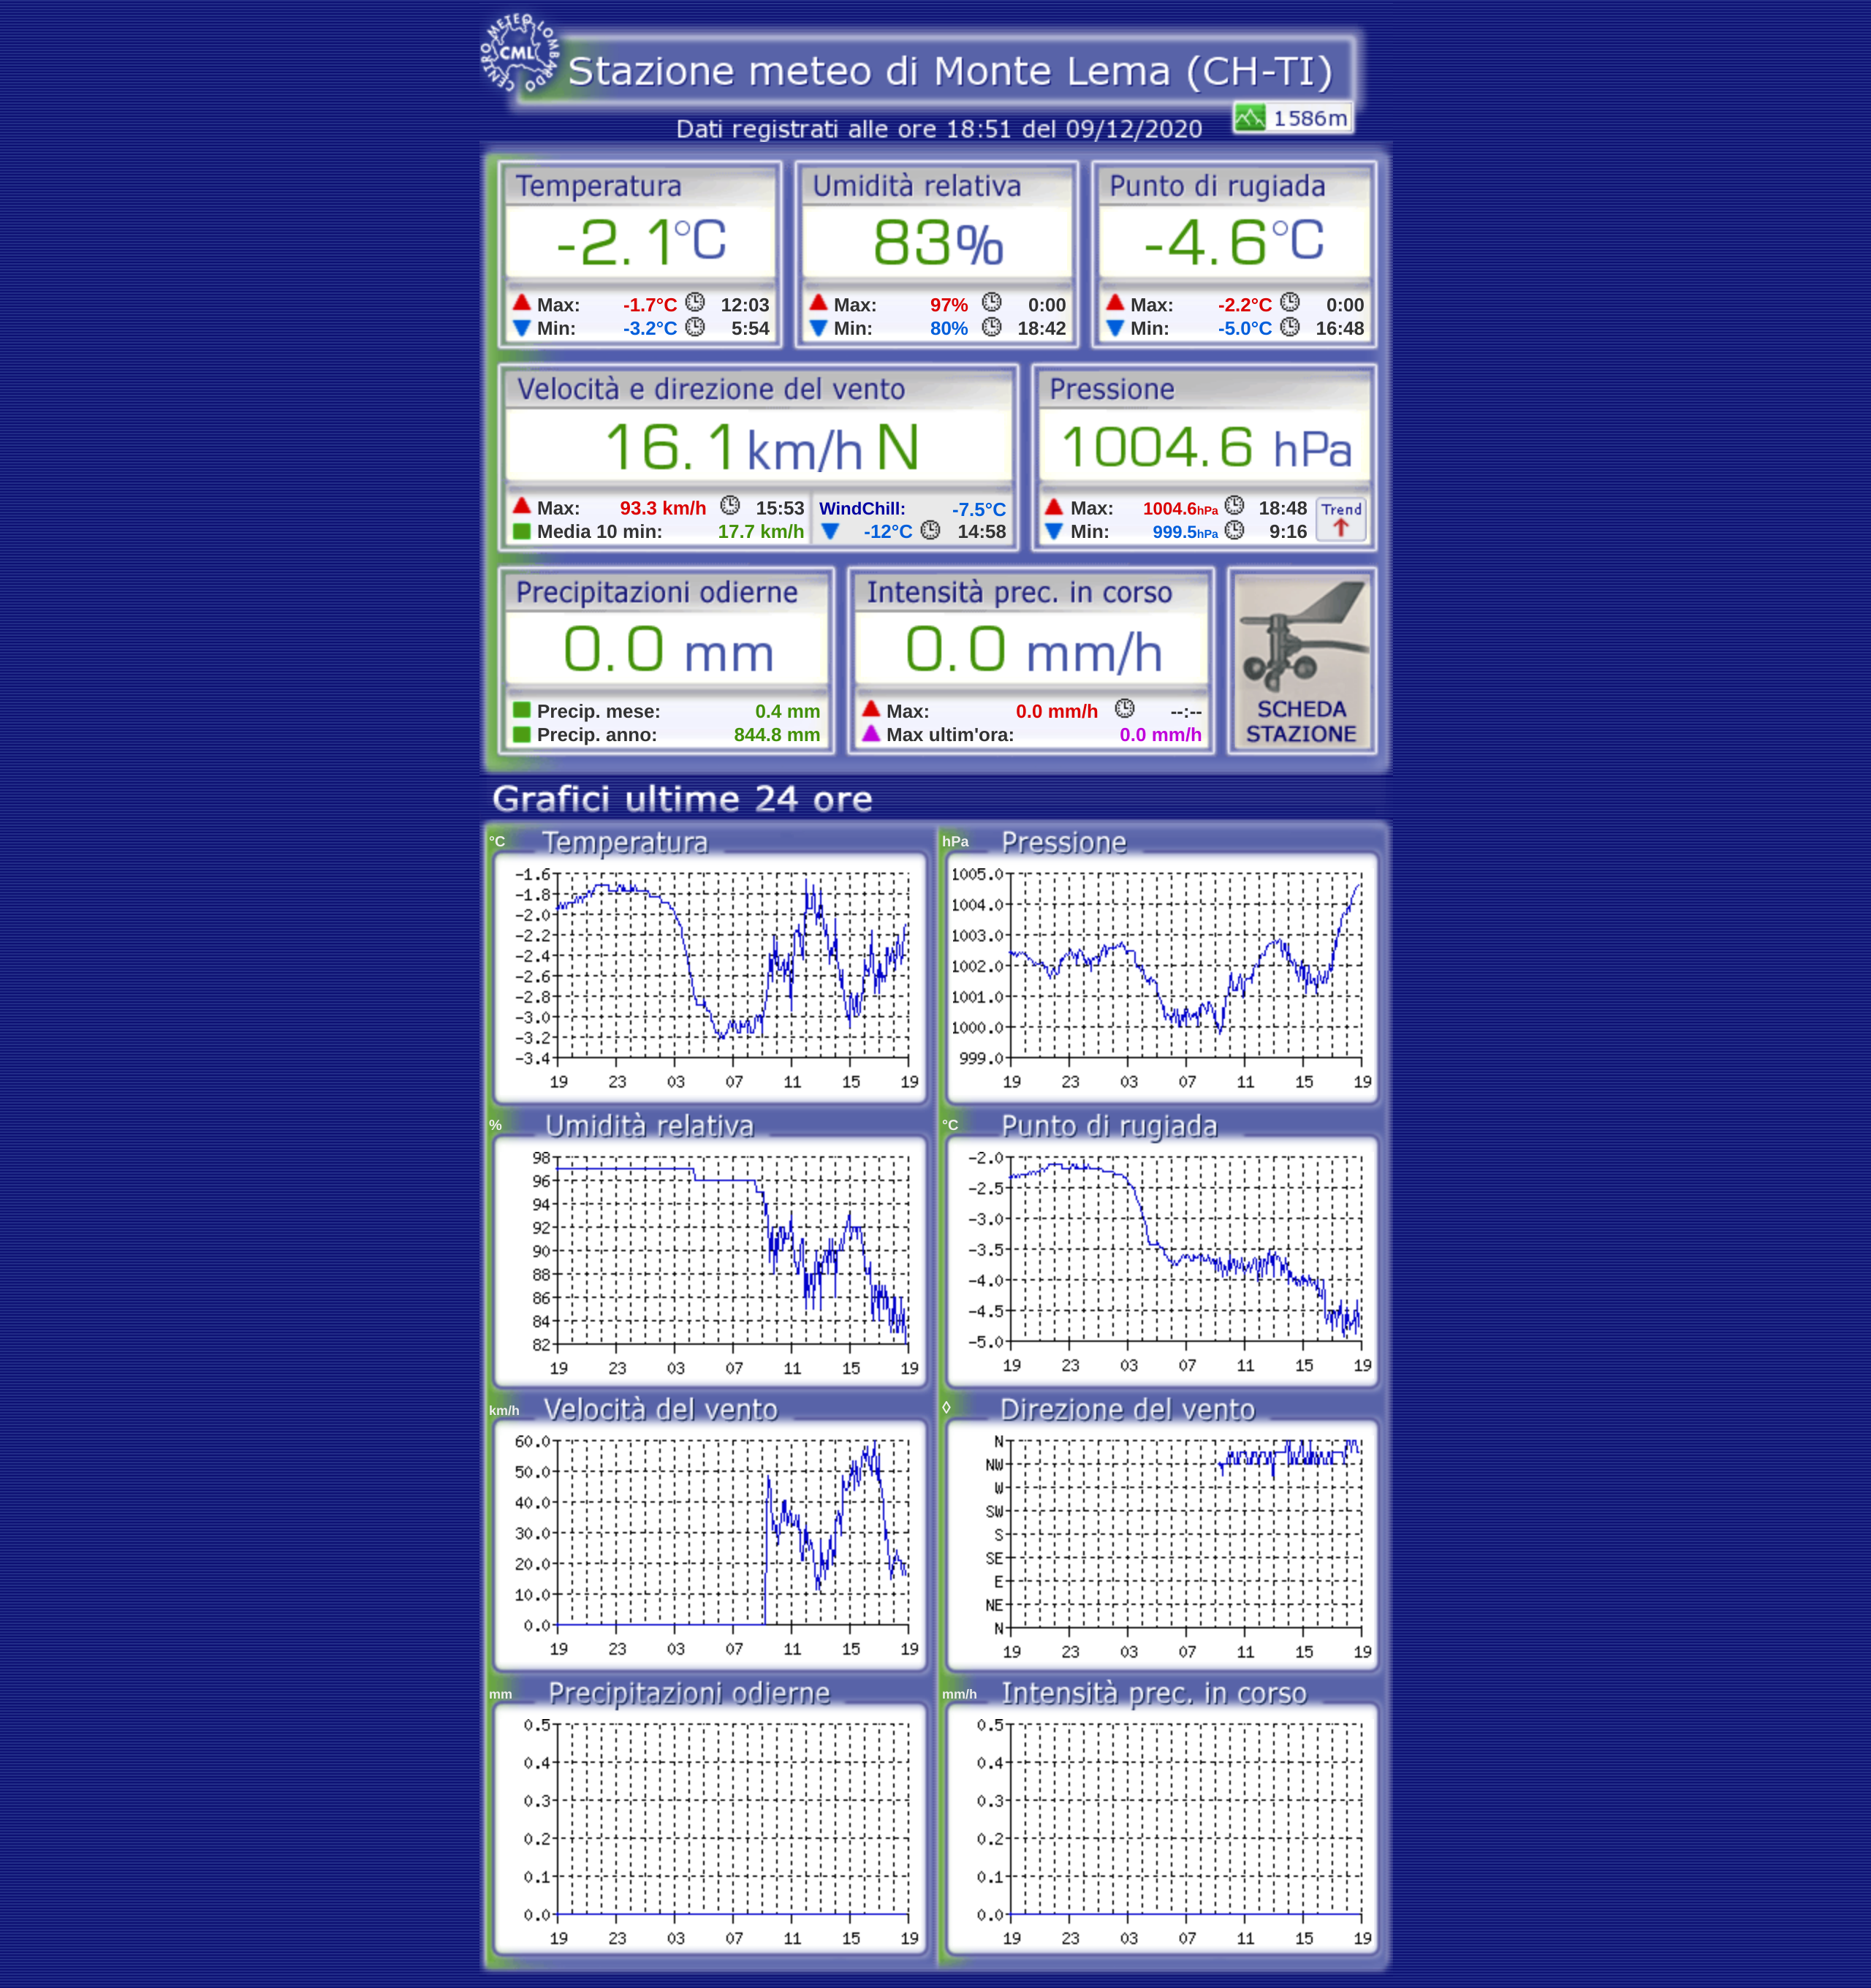 CENTRO METEO LOMBARDO
CML
Stazione meteo di Monte Lema (CH-TI)
1586m
Dati registrati alle ore 18:51 del 09/12/2020
Temperatura
-2.1°C
Max: -1.7°C 12:03
Min: -3.2°C 5:54
Umidità relativa
83%
Max: 97% 0:00
Min: 80% 18:42
Punto di rugiada
-4.6°C
Max: -2.2°C 0:00
Min: -5.0°C 16:48
Velocità e direzione del vento
16.1 km/h N
Max: 93.3 km/h 15:53
Media 10 min: 17.7 km/h
WindChill: -7.5°C
-12°C 14:58
Pressione
1004.6 hPa
Max: 1004.6hPa 18:48
Min: 999.5hPa 9:16
Trend
Precipitazioni odierne
0.0 mm
Precip. mese: 0.4 mm
Precip. anno: 844.8 mm
Intensità prec. in corso
0.0 mm/h
Max: 0.0 mm/h --:--
Max ultim'ora: 0.0 mm/h
SCHEDA
STAZIONE
Grafici ultime 24 ore
°C Temperatura
-1.6
-1.8
-2.0
-2.2
-2.4
-2.6
-2.8
-3.0
-3.2
-3.4
19 23 03 07 11 15 19
hPa Pressione
1005.0
1004.0
1003.0
1002.0
1001.0
1000.0
999.0
19 23 03 07 11 15 19
% Umidità relativa
98
96
94
92
90
88
86
84
82
19 23 03 07 11 15 19
°C Punto di rugiada
-2.0
-2.5
-3.0
-3.5
-4.0
-4.5
-5.0
19 23 03 07 11 15 19
km/h Velocità del vento
60.0
50.0
40.0
30.0
20.0
10.0
0.0
19 23 03 07 11 15 19
◊ Direzione del vento
N
NW
W
SW
S
SE
E
NE
N
19 23 03 07 11 15 19
mm Precipitazioni odierne
0.5
0.4
0.3
0.2
0.1
0.0
19 23 03 07 11 15 19
mm/h Intensità prec. in corso
0.5
0.4
0.3
0.2
0.1
0.0
19 23 03 07 11 15 19